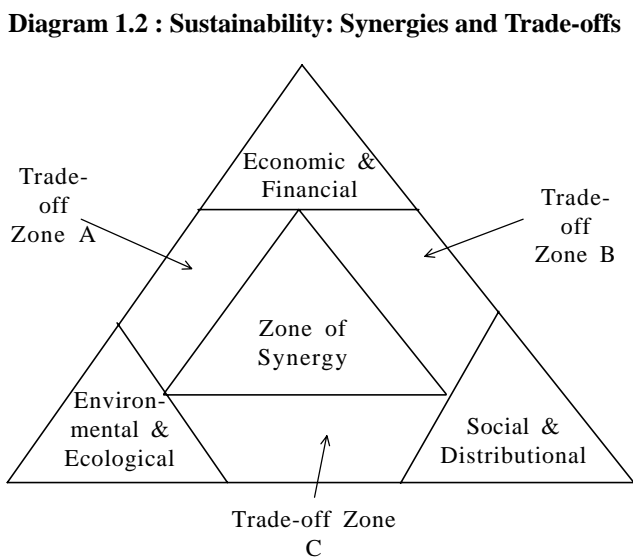 Diagram 1.2 : Sustainability: Synergies and Trade-offs
Economic &
Financial
Trade-
off
Zone A
Trade-
off
Zone B
Zone of
Synergy
Environ-
mental &
Ecological
Social &
Distributional
Trade-off Zone
C